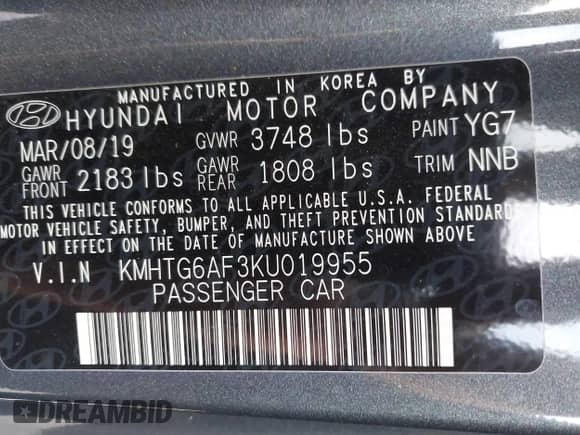 MANUFACTURED IN KOREA BY
HYUNDAI MOTOR COMPANY
MAR/08/19 GVWR 3748 lbs PAINT YG7
GAWR FRONT 2183 lbs GAWR REAR 1808 lbs TRIM NNB
THIS VEHICLE CONFORMS TO ALL APPLICABLE U.S.A. FEDERAL
MOTOR VEHICLE SAFETY, BUMPER, AND THEFT PREVENTION STANDARD
IN EFFECT ON THE DATE OF MANUFACTURE SHOWN ABOVE
V.I.N KMHTG6AF3KU019955
PASSENGER CAR
DREAMBID